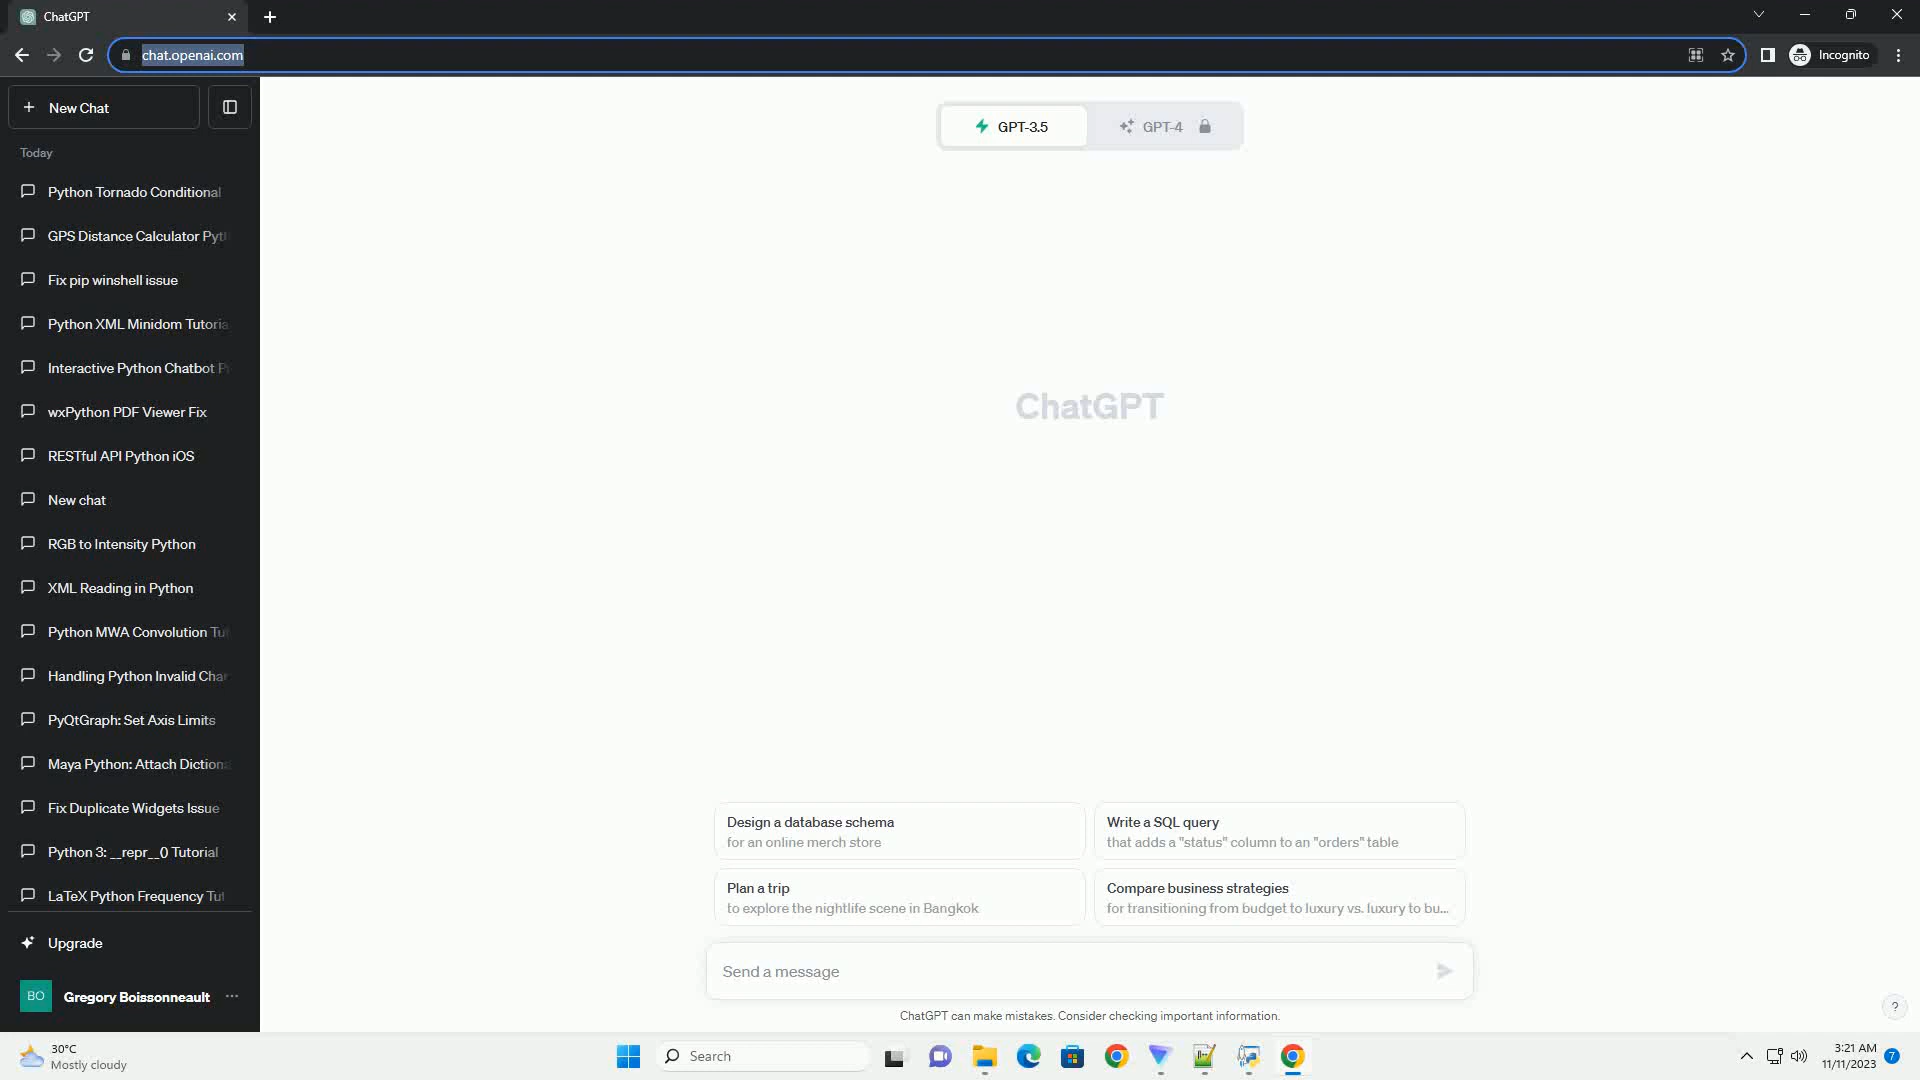 ChatGPT
chat.openai.com
Incognito
New Chat
Today
Python Tornado Conditional
GPS Distance Calculator Pyt
Fix pip winshell issue
Python XML Minidom Tutoria
Interactive Python Chatbot P
wxPython PDF Viewer Fix
RESTful API Python iOS
New chat
RGB to Intensity Python
XML Reading in Python
Python MWA Convolution Tu
Handling Python Invalid Char
PyQtGraph: Set Axis Limits
Maya Python: Attach Dictiona
Fix Duplicate Widgets Issue
Python 3: __repr__() Tutorial
LaTeX Python Frequency Tut
Upgrade
BO
Gregory Boissonneault
GPT-3.5
GPT-4
ChatGPT
Design a database schema
for an online merch store
Write a SQL query
that adds a "status" column to an "orders" table
Plan a trip
to explore the nightlife scene in Bangkok
Compare business strategies
for transitioning from budget to luxury vs. luxury to bu...
Send a message
ChatGPT can make mistakes. Consider checking important information.
?
30°C
Mostly cloudy
Search
3:21 AM
11/11/2023
7